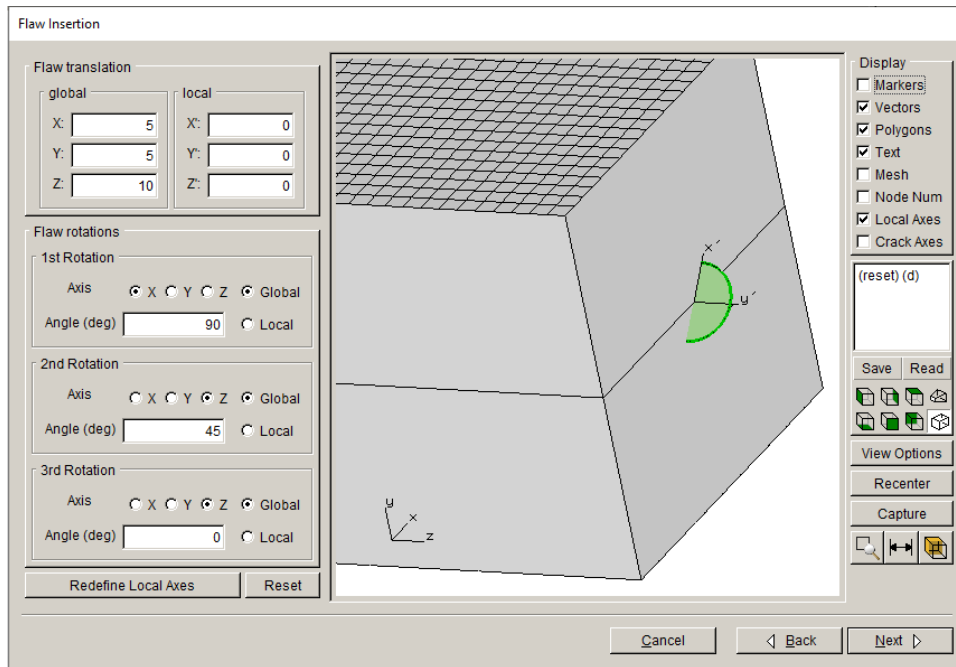 Flaw Insertion
Flaw translation
global
local
X: 5
X': 0
Y: 5
Y': 0
Z: 10
Z': 0
Flaw rotations
1st Rotation
Axis X Y Z Global
Angle (deg) 90 Local
2nd Rotation
Axis X Y Z Global
Angle (deg) 45 Local
3rd Rotation
Axis X Y Z Global
Angle (deg) 0 Local
Redefine Local Axes
Reset
x´
y´
y
x
z
Display
Markers
Vectors
Polygons
Text
Mesh
Node Num
Local Axes
Crack Axes
(reset) (d)
Save
Read
View Options
Recenter
Capture
Cancel
Back
Next